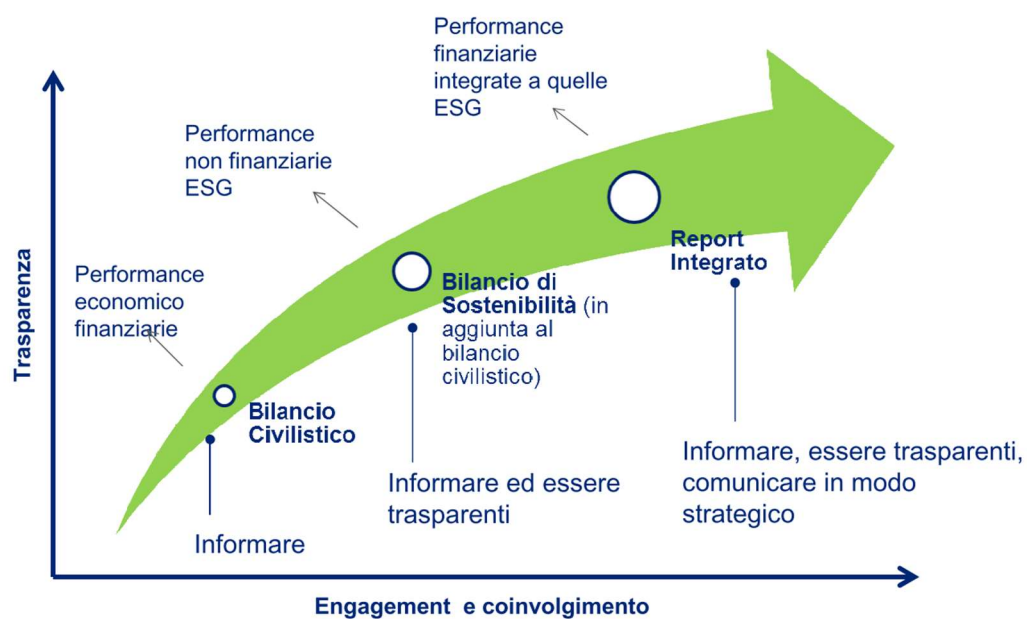 Performance
finanziarie
integrate a quelle
ESG
Performance
non finanziarie
ESG
Performance
economico
finanziarie
Trasparenza
Report
Integrato
Bilancio di
Sostenibilità (in
aggiunta al
bilancio
civilistico)
Bilancio
Civilistico
Informare, essere trasparenti,
comunicare in modo
strategico
Informare ed essere
trasparenti
Informare
Engagement e coinvolgimento